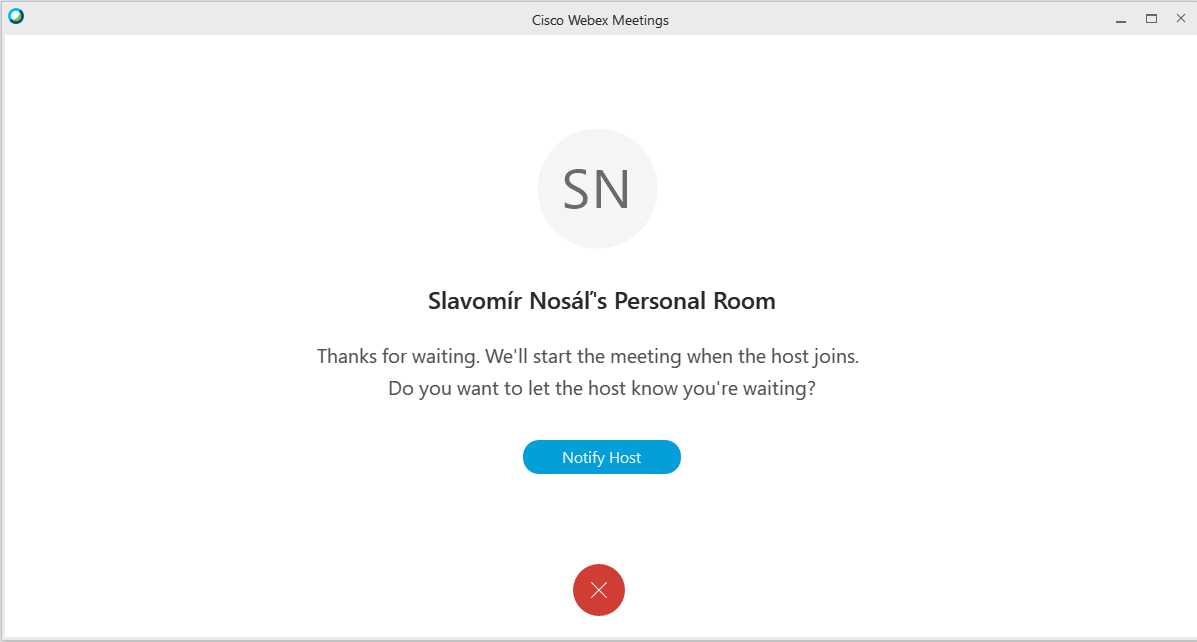 Cisco Webex Meetings
SN
Slavomír Nosáľ's Personal Room
Thanks for waiting. We'll start the meeting when the host joins.
Do you want to let the host know you're waiting?
Notify Host